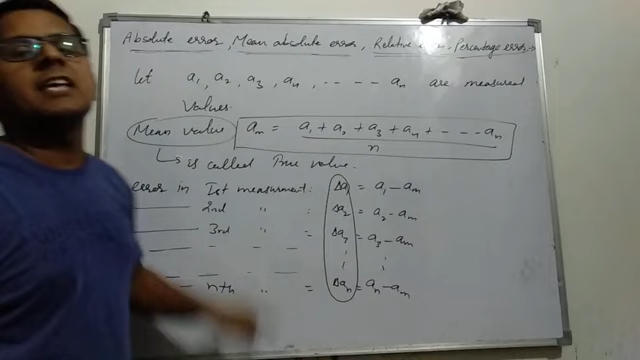 Absolute error, Mean absolute error, Relative Percentage error:-
let a1, a2, a3, a4, ---- an are measured
values.
Mean value am = a1 + a2 + a3 + a4 + --- an / n
is called True value.
error in Ist measurment: Δa1 = a1 - am
2nd " : Δa2 = a2 - am
3rd " = Δa3 = a3 - am
nth " = Δan = an - am